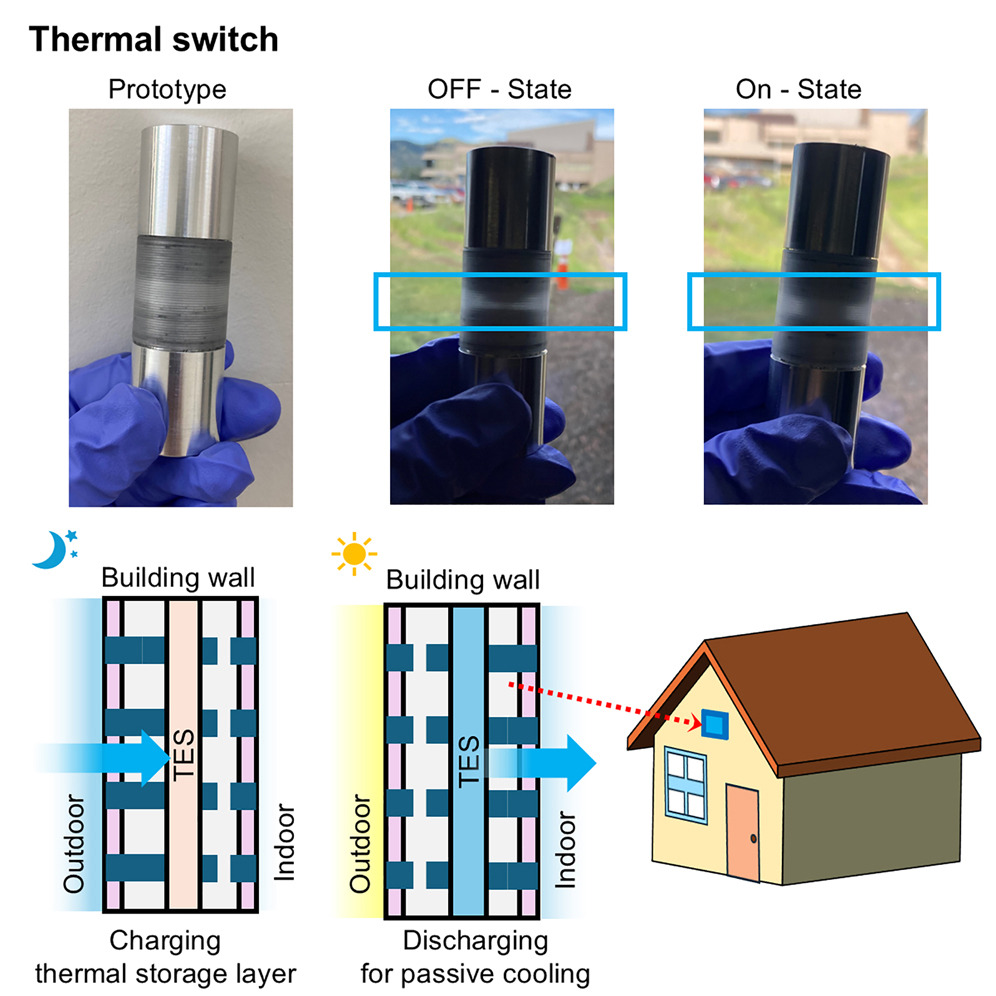 Thermal switch
Prototype
OFF - State
On - State
Building wall
Outdoor
TES
Indoor
Charging
thermal storage layer
Building wall
Outdoor
TES
Indoor
Discharging
for passive cooling